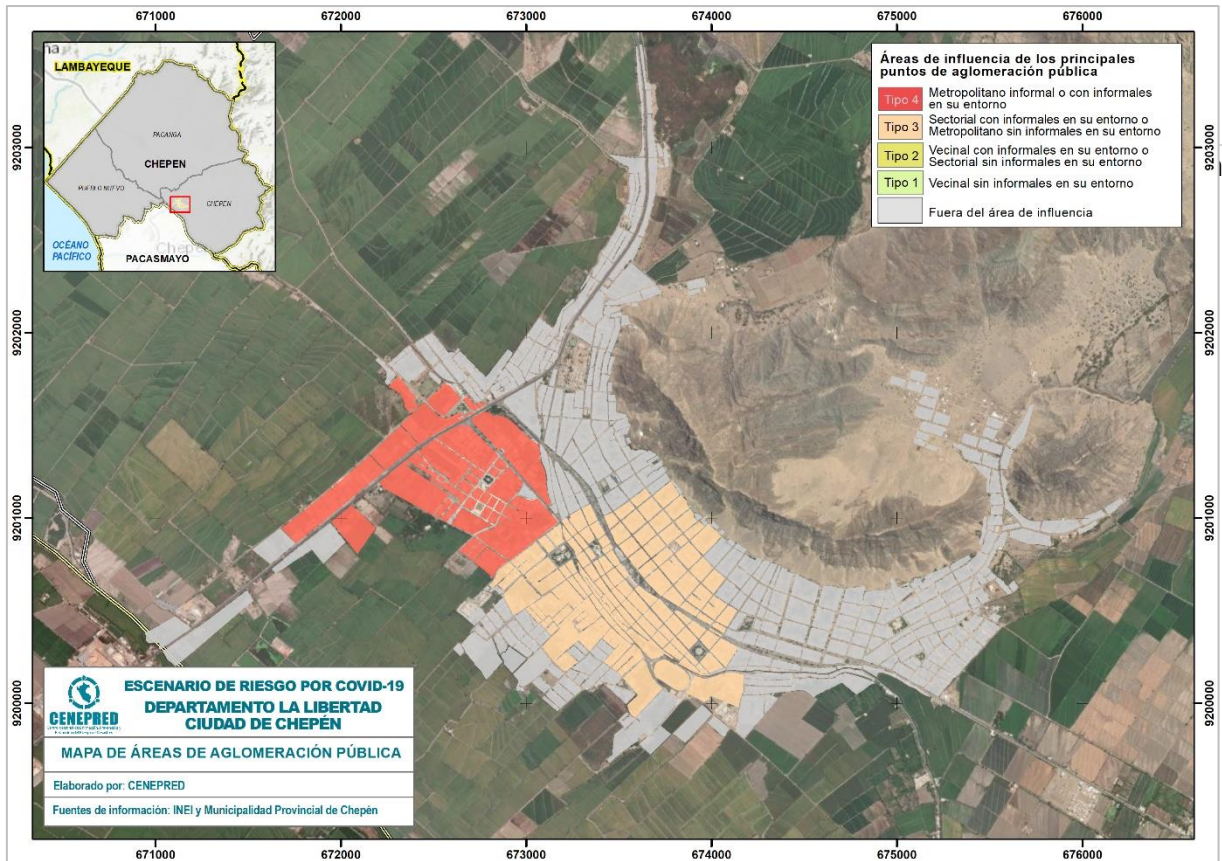 671000
672000
673000
674000
675000
676000
9203000
9202000
9201000
9200000
LAMBAYEQUE
PACANGA
CHEPEN
PUEBLO NUEVO
CHEPEN
OCÉANO
PACÍFICO
PACASMAYO
Áreas de influencia de los principales
puntos de aglomeración pública
Tipo 4 Metropolitano informal o con informales
en su entorno
Tipo 3 Sectorial con informales en su entorno o
Metropolitano sin informales en su entorno
Tipo 2 Vecinal con informales en su entorno o
Sectorial sin informales en su entorno
Tipo 1 Vecinal sin informales en su entorno
Fuera del área de influencia
9203000
9202000
9201000
9200000
CENEPRED
ESCENARIO DE RIESGO POR COVID-19
DEPARTAMENTO LA LIBERTAD
CIUDAD DE CHEPÉN
MAPA DE ÁREAS DE AGLOMERACIÓN PÚBLICA
Elaborado por: CENEPRED
Fuentes de información: INEI y Municipalidad Provincial de Chepén
671000
672000
673000
674000
675000
676000